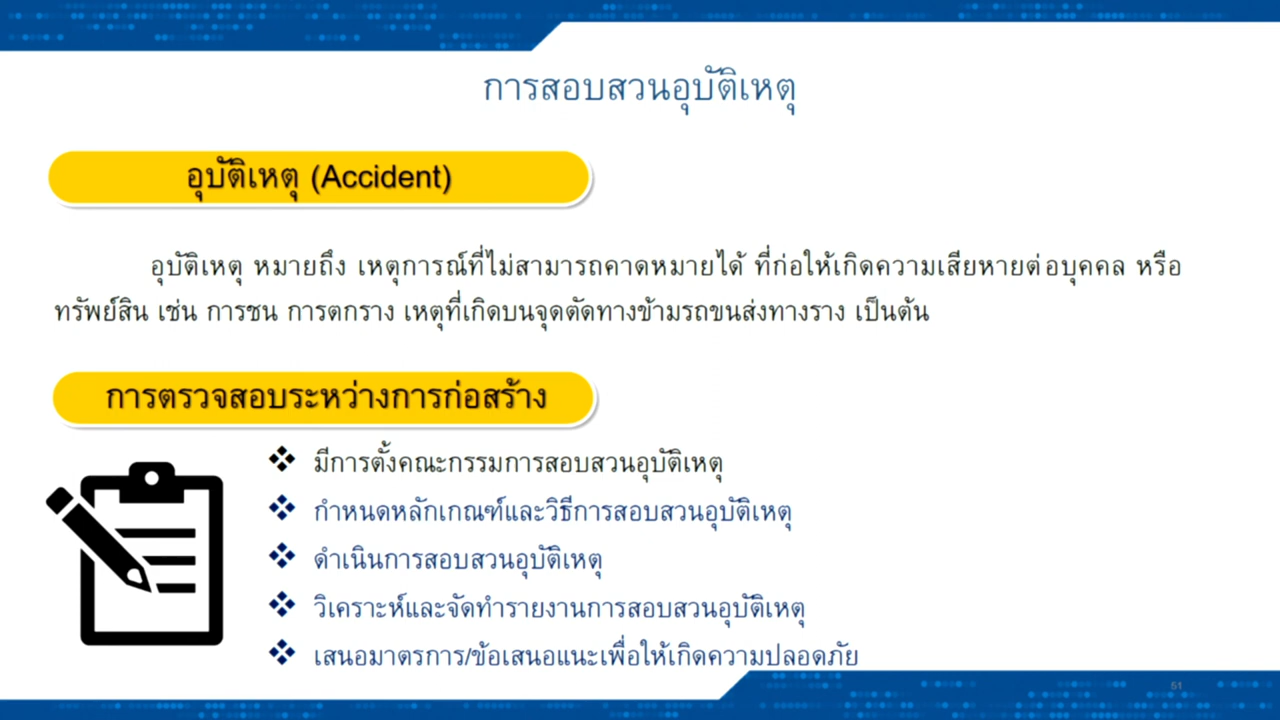 การสอบสวนอุบัติเหตุ
อุบัติเหตุ (Accident)
อุบัติเหตุ หมายถึง เหตุการณ์ที่ไม่สามารถคาดหมายได้ ที่ก่อให้เกิดความเสียหายต่อบุคคล หรือ
ทรัพย์สิน เช่น การชน การตกราง เหตุที่เกิดบนจุดตัดทางข้ามรถขนส่งทางราง เป็นต้น
การตรวจสอบระหว่างการก่อสร้าง
❖ มีการตั้งคณะกรรมการสอบสวนอุบัติเหตุ
❖ กำหนดหลักเกณฑ์และวิธีการสอบสวนอุบัติเหตุ
❖ ดำเนินการสอบสวนอุบัติเหตุ
❖ วิเคราะห์และจัดทำรายงานการสอบสวนอุบัติเหตุ
❖ เสนอมาตรการ/ข้อเสนอแนะเพื่อให้เกิดความปลอดภัย
51